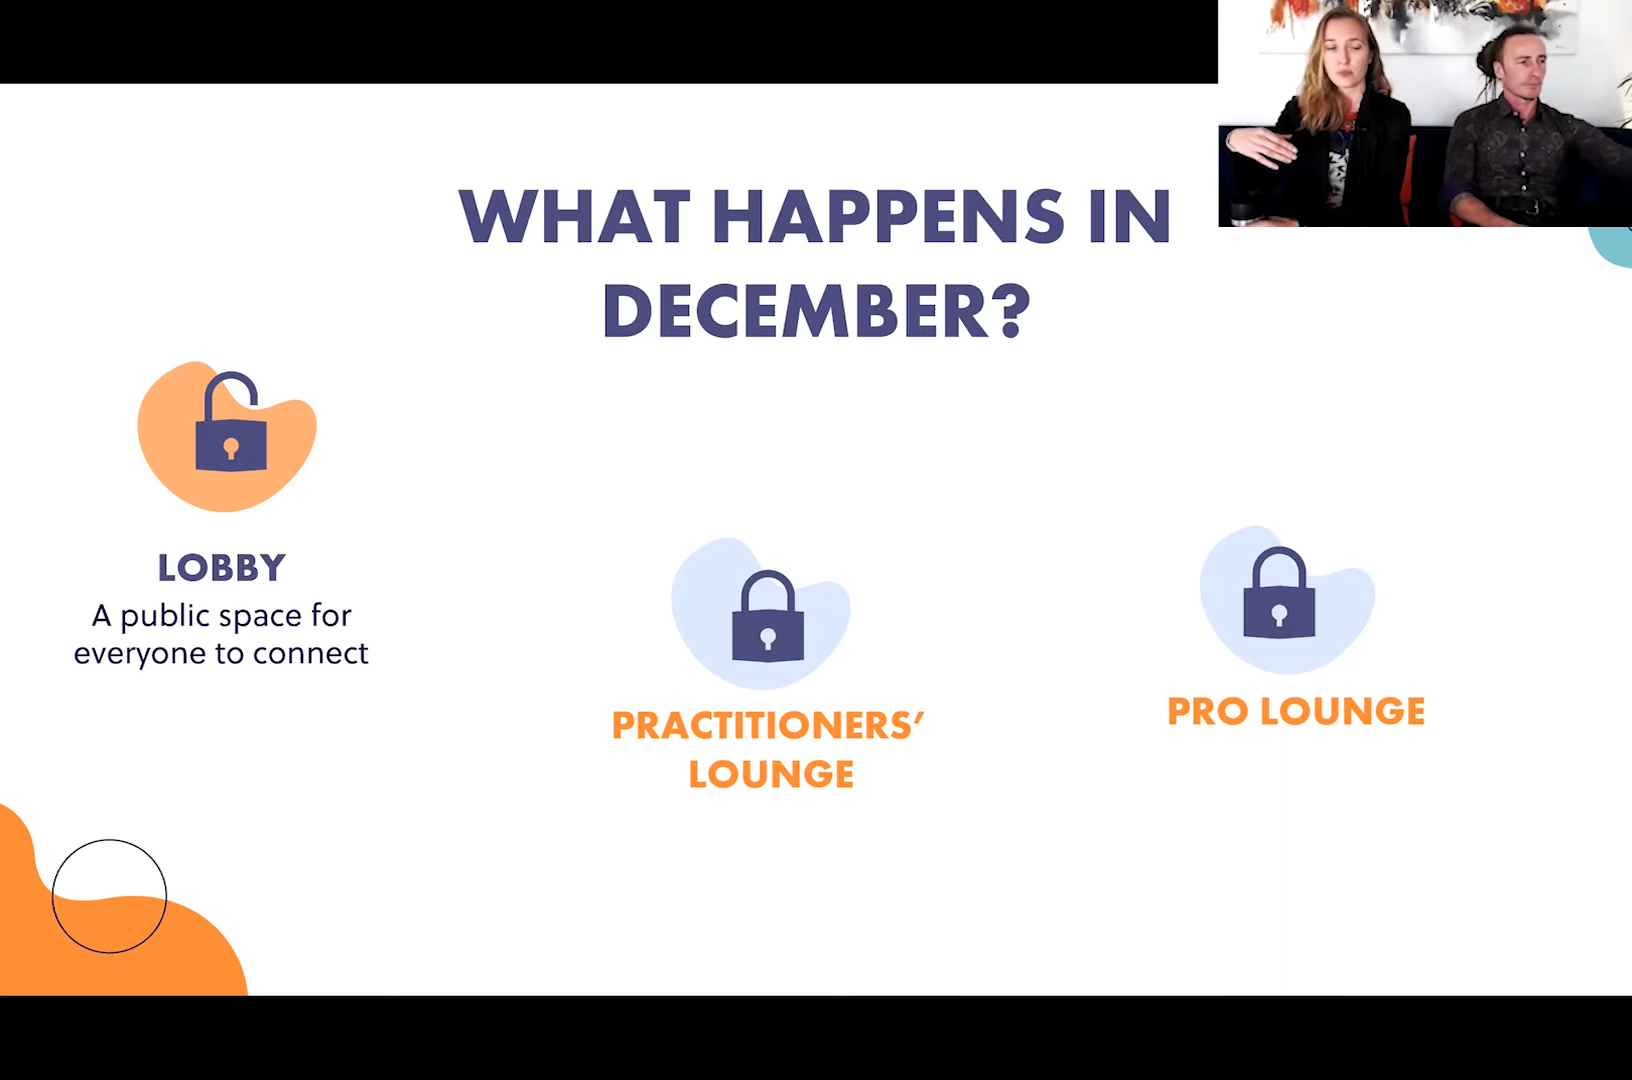 WHAT HAPPENS IN
DECEMBER?
LOBBY
A public space for
everyone to connect
PRACTITIONERS’
LOUNGE
PRO LOUNGE